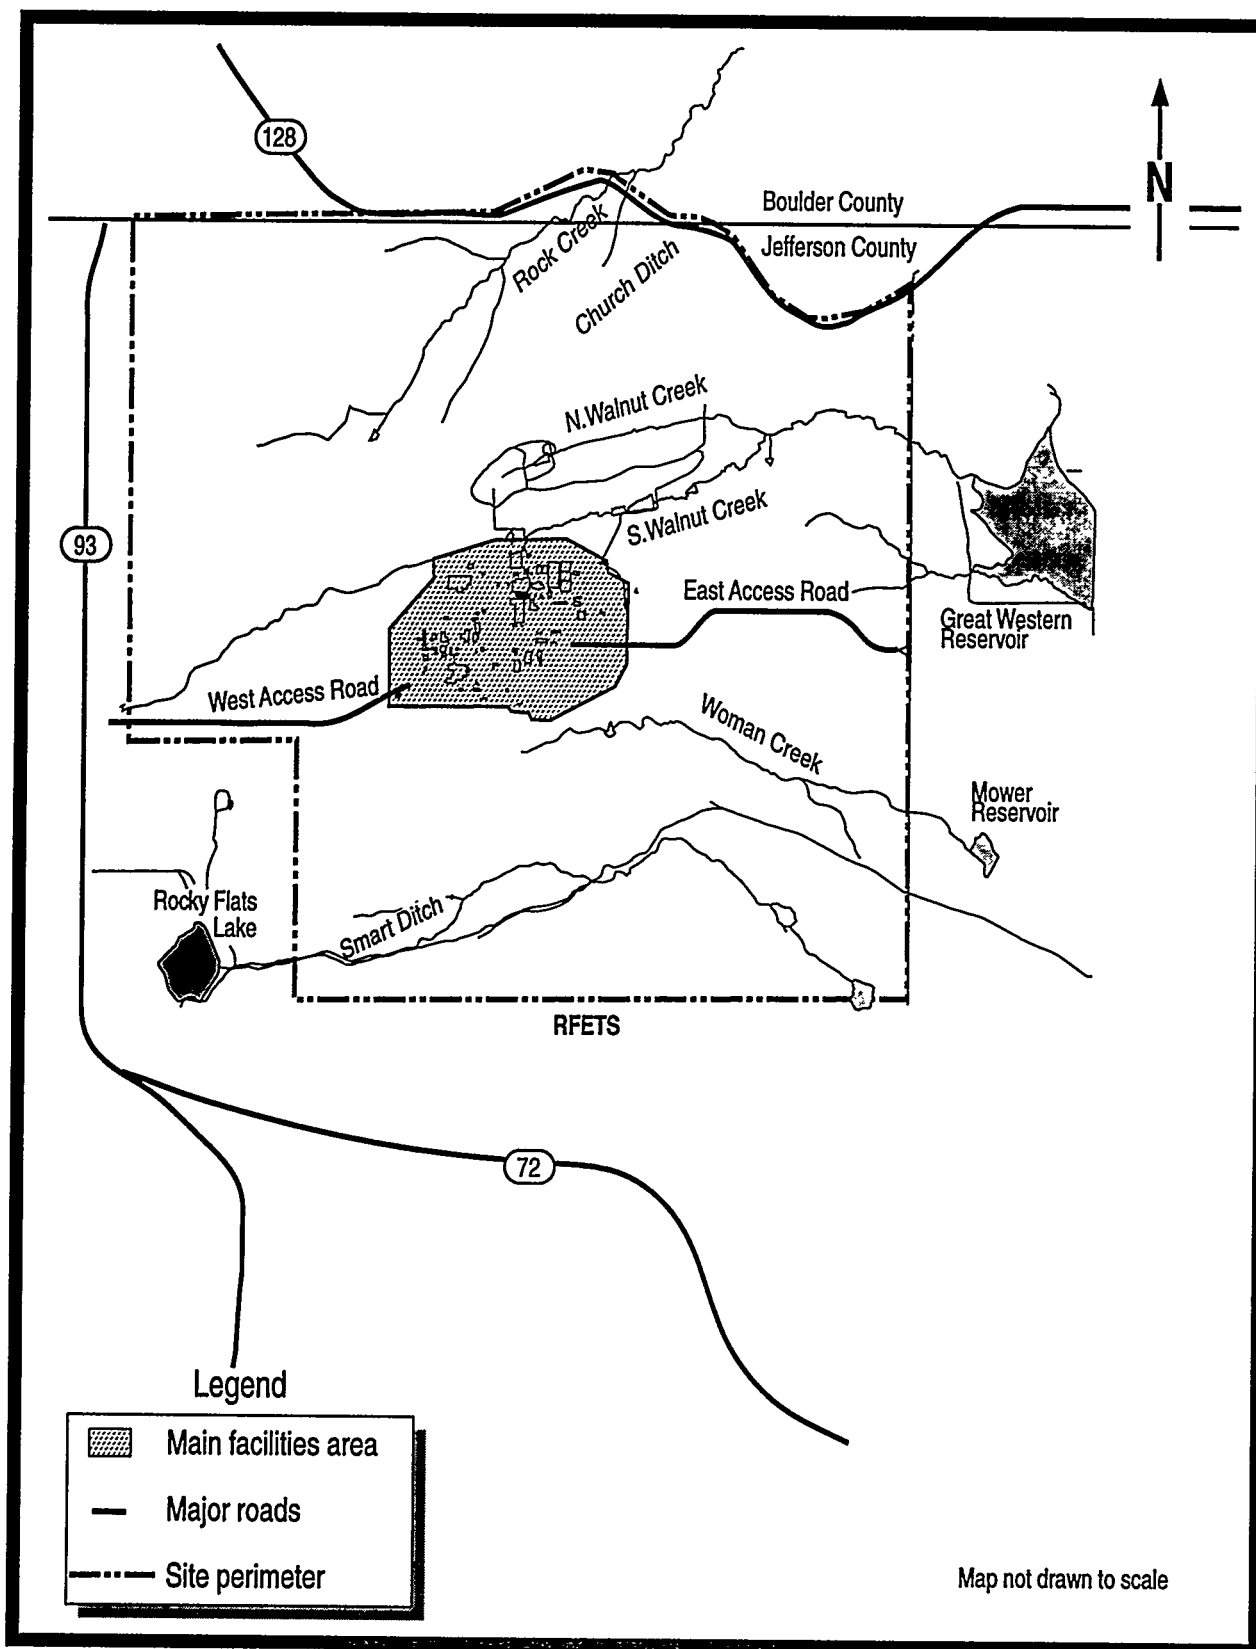 128
N
Boulder County
Jefferson County
Rock Creek
Church Ditch
N.Walnut Creek
S.Walnut Creek
93
East Access Road
Great Western
Reservoir
West Access Road
Woman Creek
Mower
Reservoir
Rocky Flats
Lake
Smart Ditch
RFETS
72
Legend
Main facilities area
Major roads
Site perimeter
Map not drawn to scale